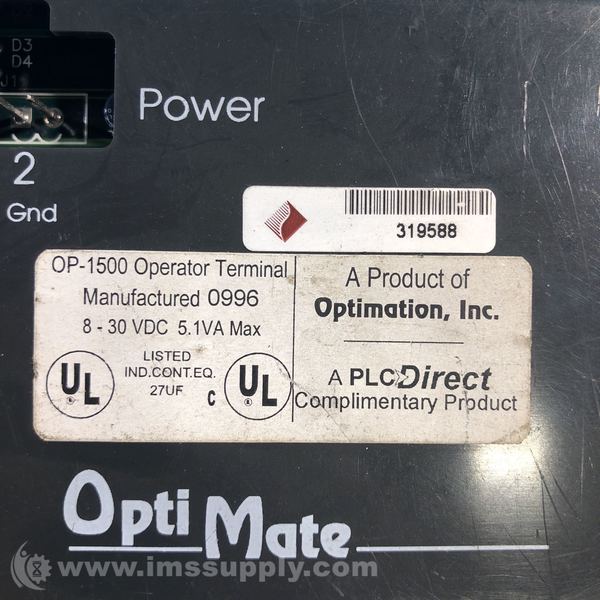 D3
D4
J1
Power
2
Gnd
319588
OP-1500 Operator Terminal
Manufactured 0996
8 - 30 VDC 5.1VA Max
LISTED
IND.CONT.EQ.
27UF
UL
C UL
A Product of
Optimation, Inc.
A PLCDirect
Complimentary Product
Opti Mate
www.imssupply.com